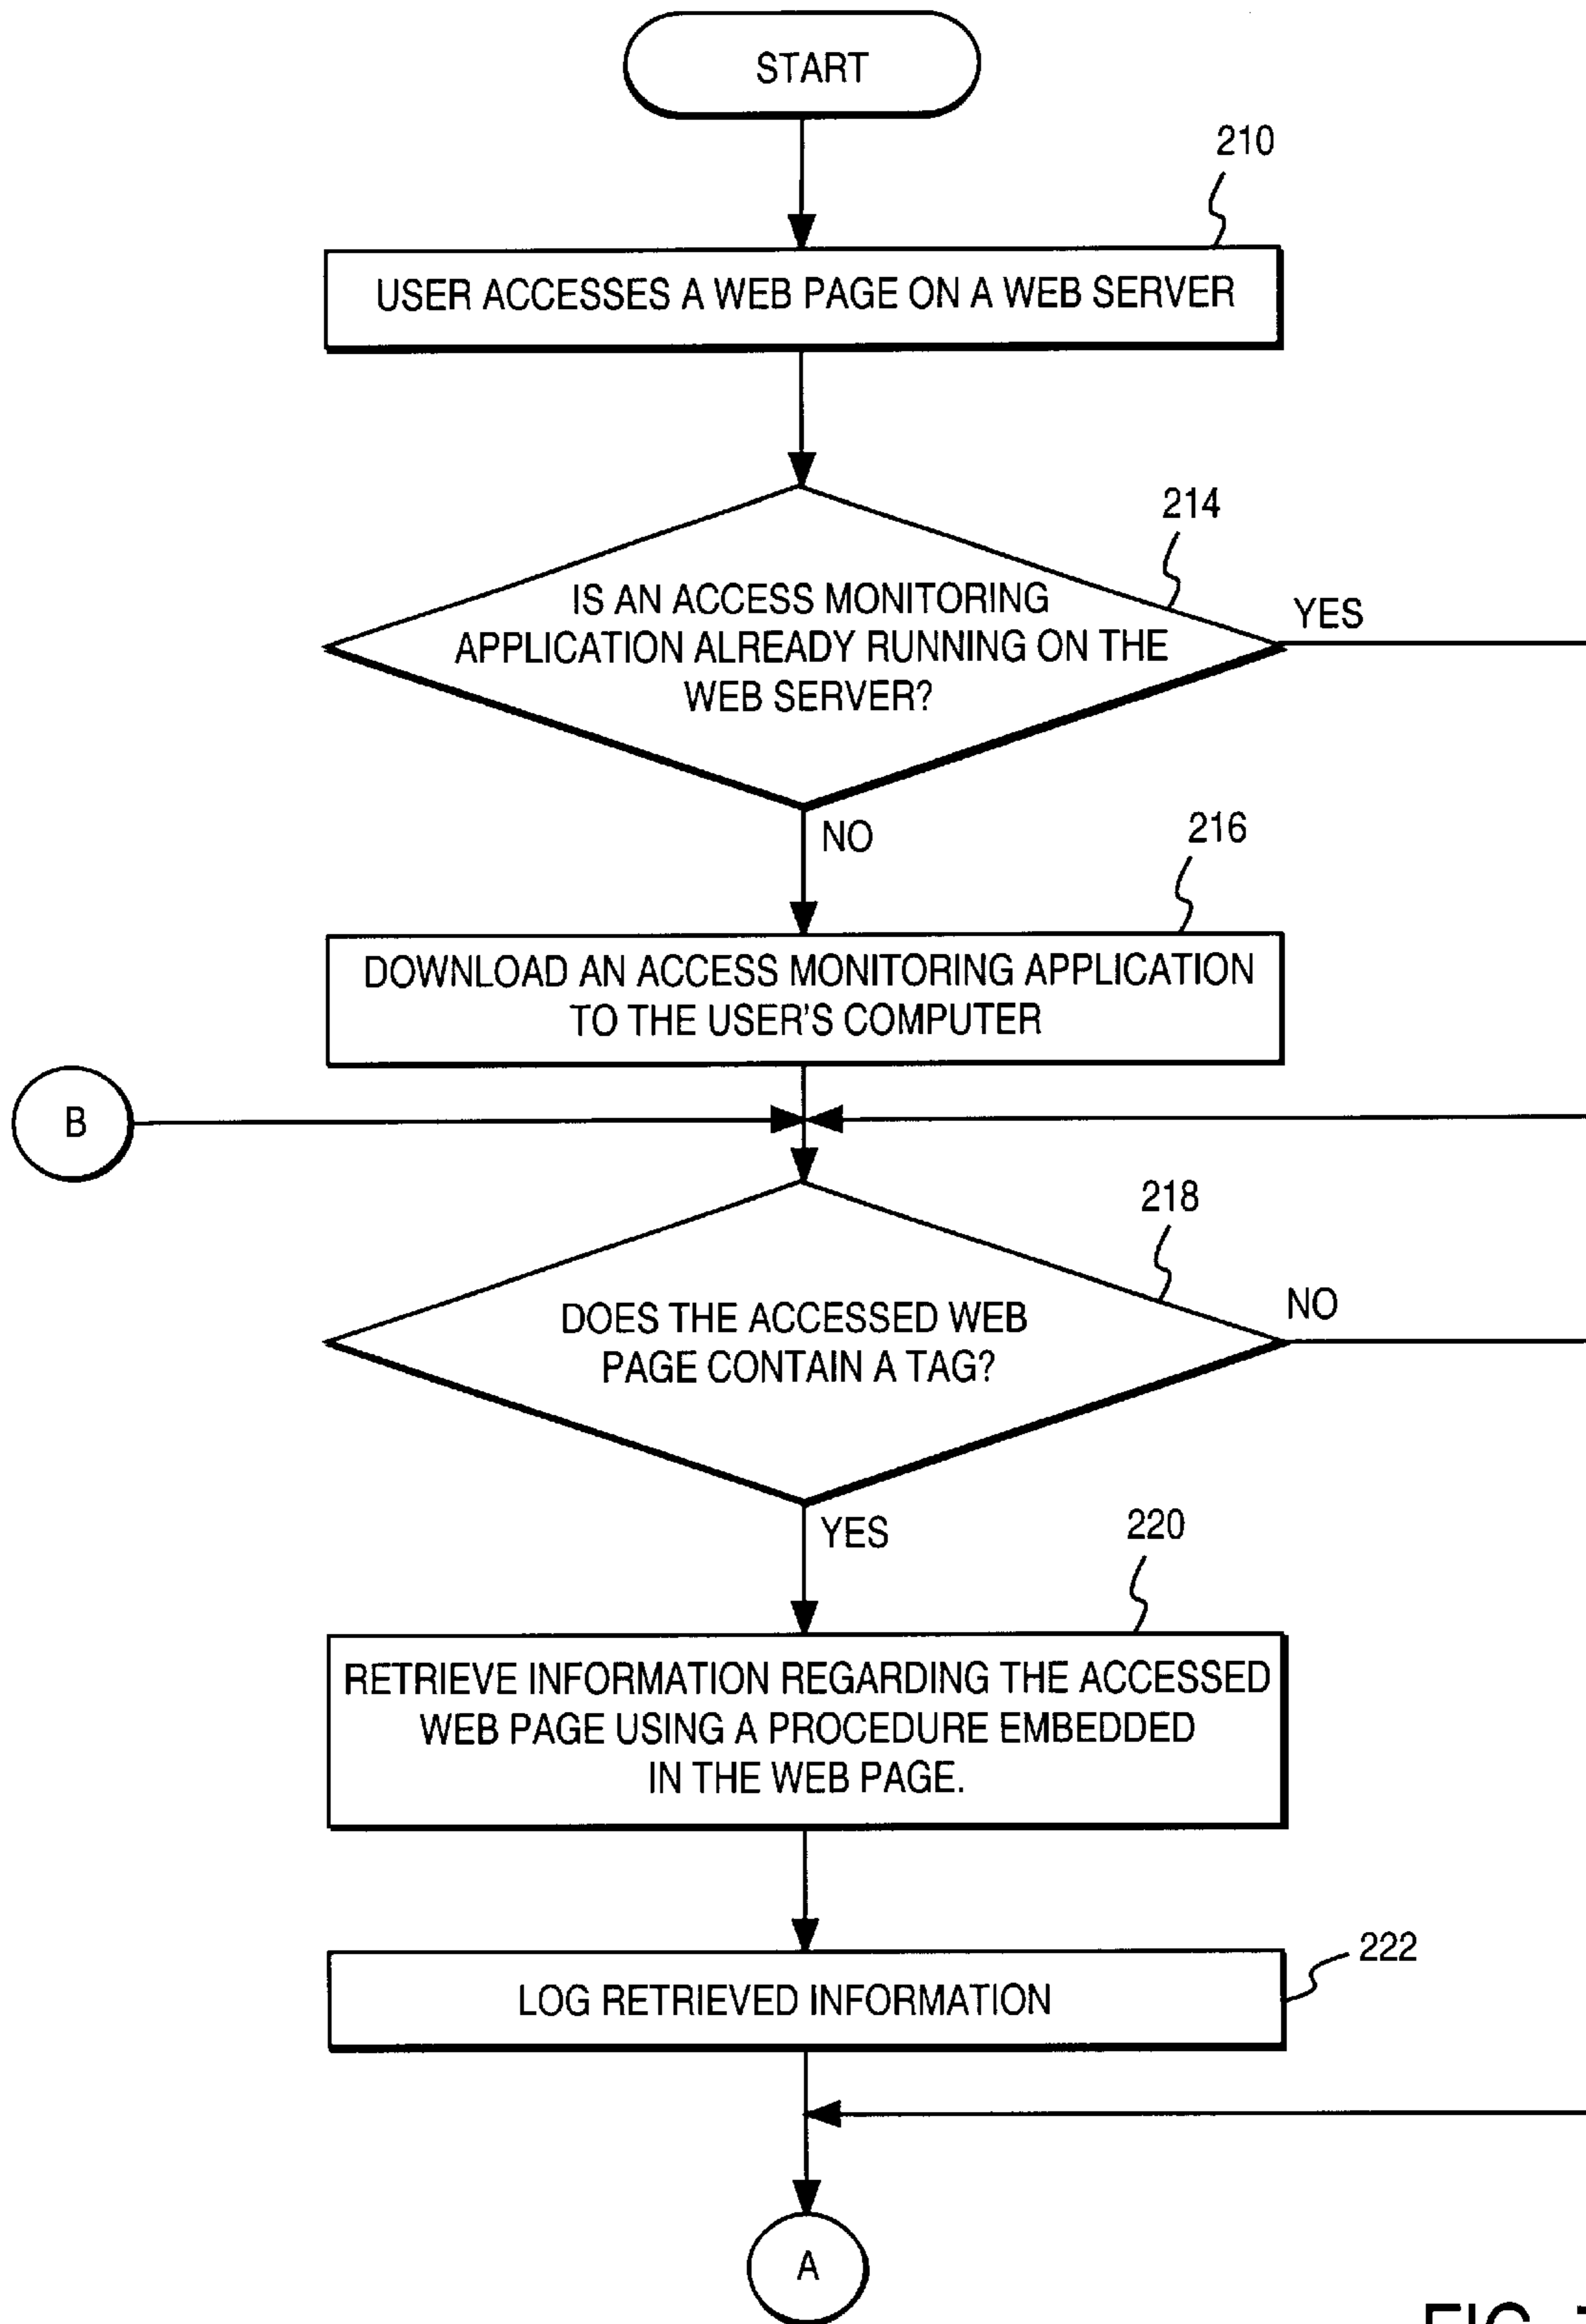 START
210
USER ACCESSES A WEB PAGE ON A WEB SERVER
214
IS AN ACCESS MONITORING
APPLICATION ALREADY RUNNING ON THE
WEB SERVER?
YES
NO
216
DOWNLOAD AN ACCESS MONITORING APPLICATION
TO THE USER'S COMPUTER
B
218
DOES THE ACCESSED WEB
PAGE CONTAIN A TAG?
NO
YES
220
RETRIEVE INFORMATION REGARDING THE ACCESSED
WEB PAGE USING A PROCEDURE EMBEDDED
IN THE WEB PAGE.
222
LOG RETRIEVED INFORMATION
A
FIG.